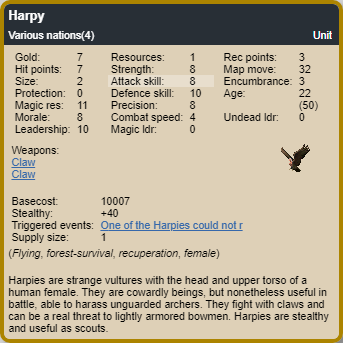 Harpy
Various nations(4) Unit
Gold: 7 Resources: 1 Rec points: 3
Hit points: 7 Strength: 8 Map move: 32
Size: 2 Attack skill: 8 Encumbrance: 3
Protection: 0 Defence skill: 10 Age: 22
Magic res: 11 Precision: 8 (50)
Morale: 8 Combat speed: 4 Undead ldr: 0
Leadership: 10 Magic ldr: 0
Weapons:
Claw
Claw
Basecost: 10007
Stealthy: +40
Triggered events: One of the Harpies could not r
Supply size: 1
(Flying, forest-survival, recuperation, female)
Harpies are strange vultures with the head and upper torso of a
human female. They are cowardly beings, but nonetheless useful in
battle, able to harass unguarded archers. They fight with claws and
can be a real threat to lightly armored bowmen. Harpies are stealthy
and useful as scouts.